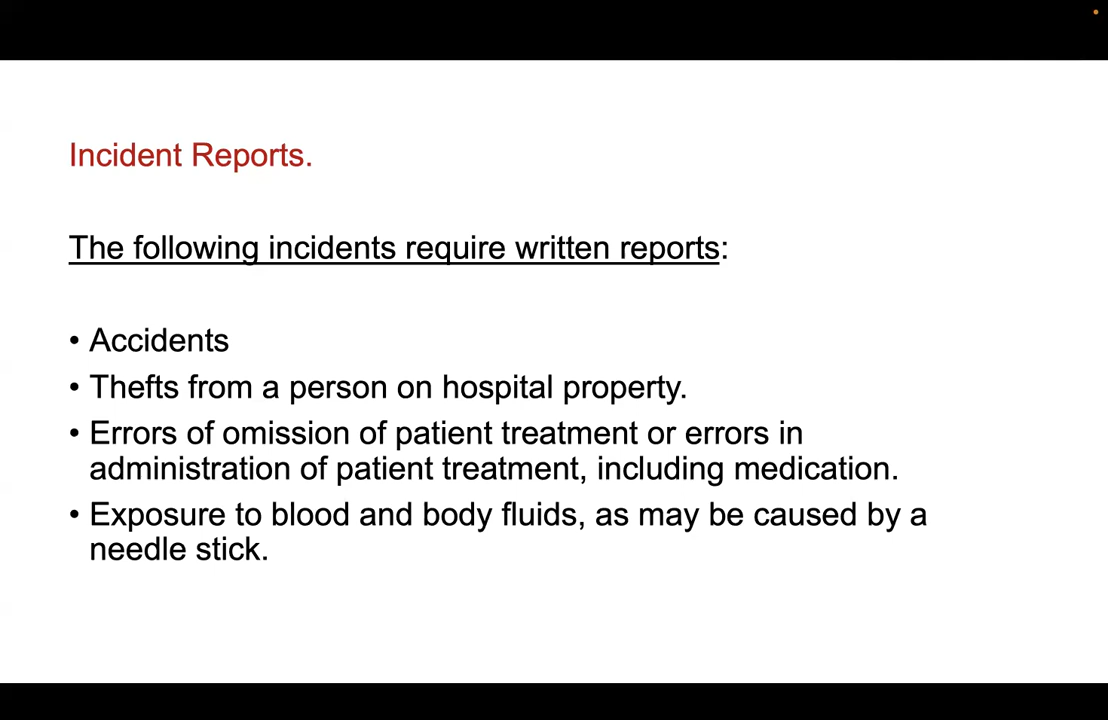 Incident Reports.
The following incidents require written reports:
• Accidents
• Thefts from a person on hospital property.
• Errors of omission of patient treatment or errors in
administration of patient treatment, including medication.
• Exposure to blood and body fluids, as may be caused by a
needle stick.